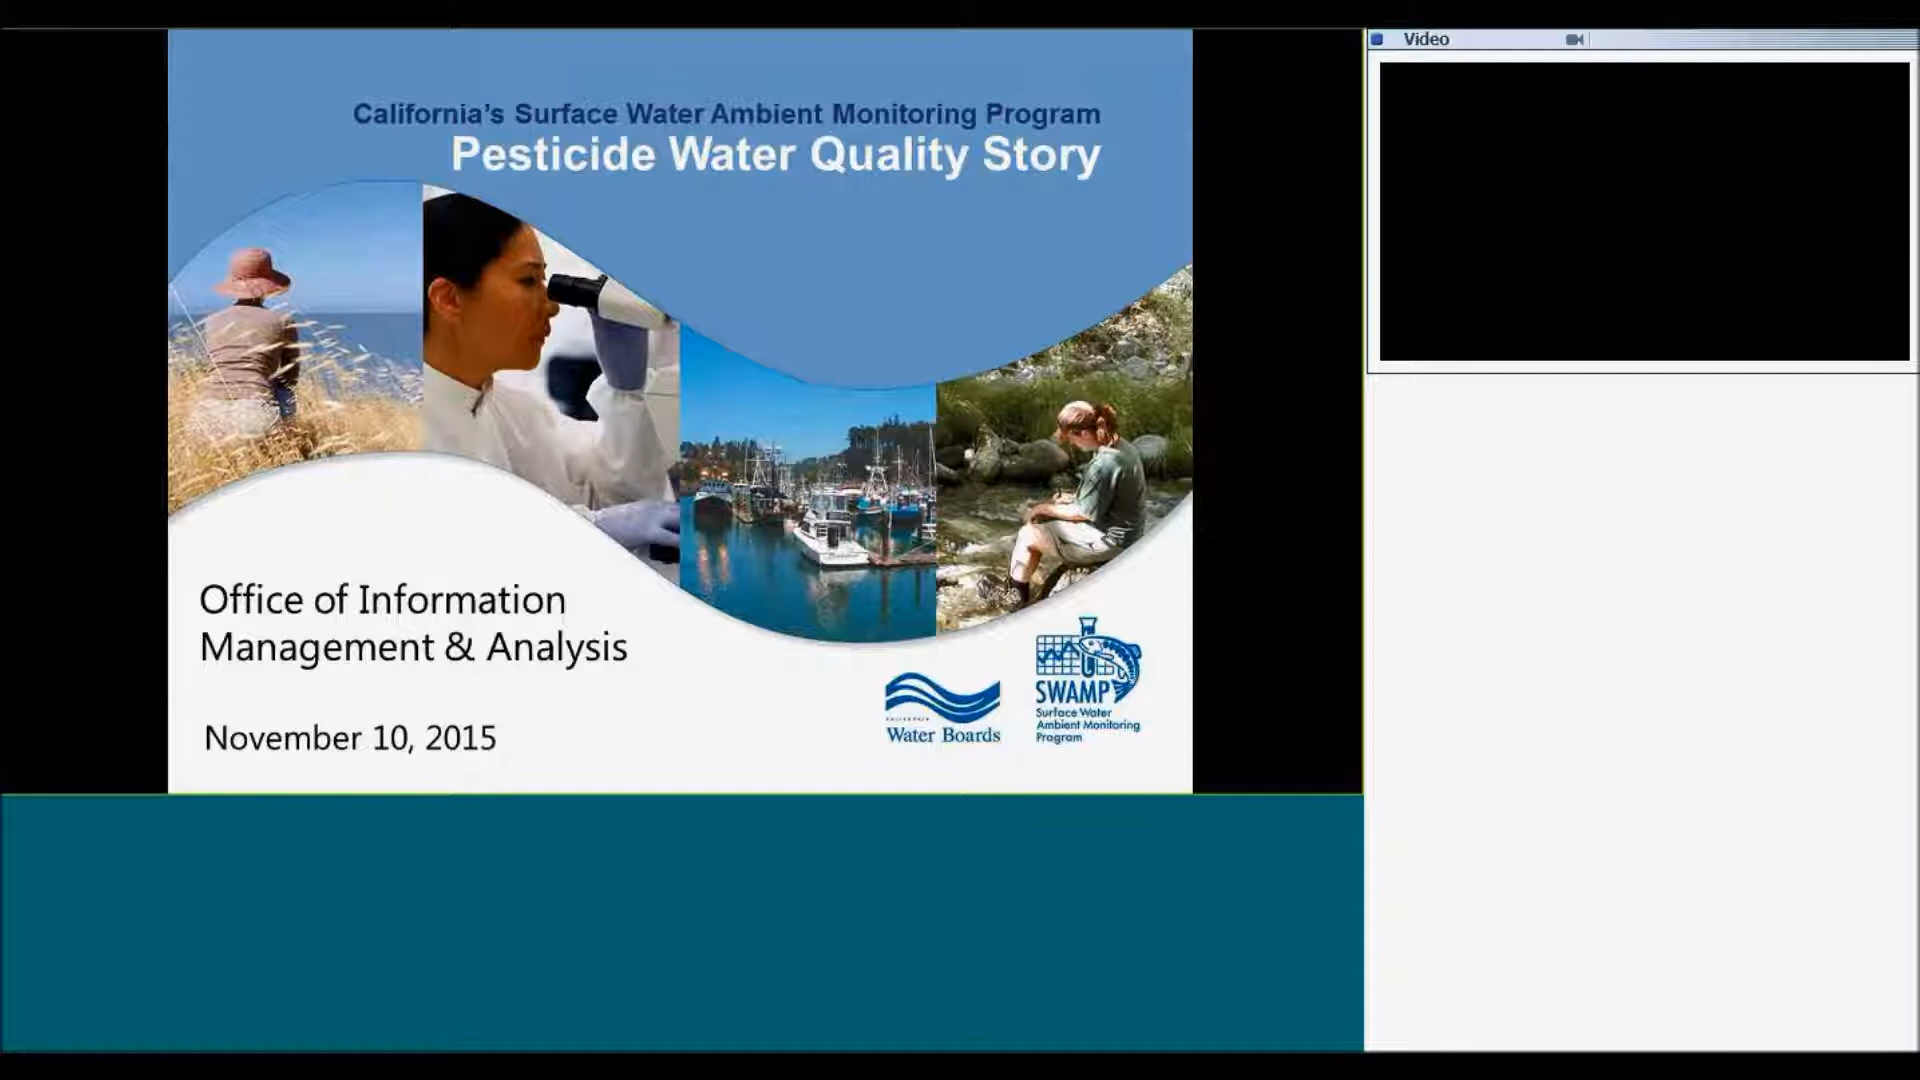 Video
California's Surface Water Ambient Monitoring Program
Pesticide Water Quality Story
Office of Information
Management & Analysis
November 10, 2015
Water Boards
SWAMP
Surface Water
Ambient Monitoring
Program